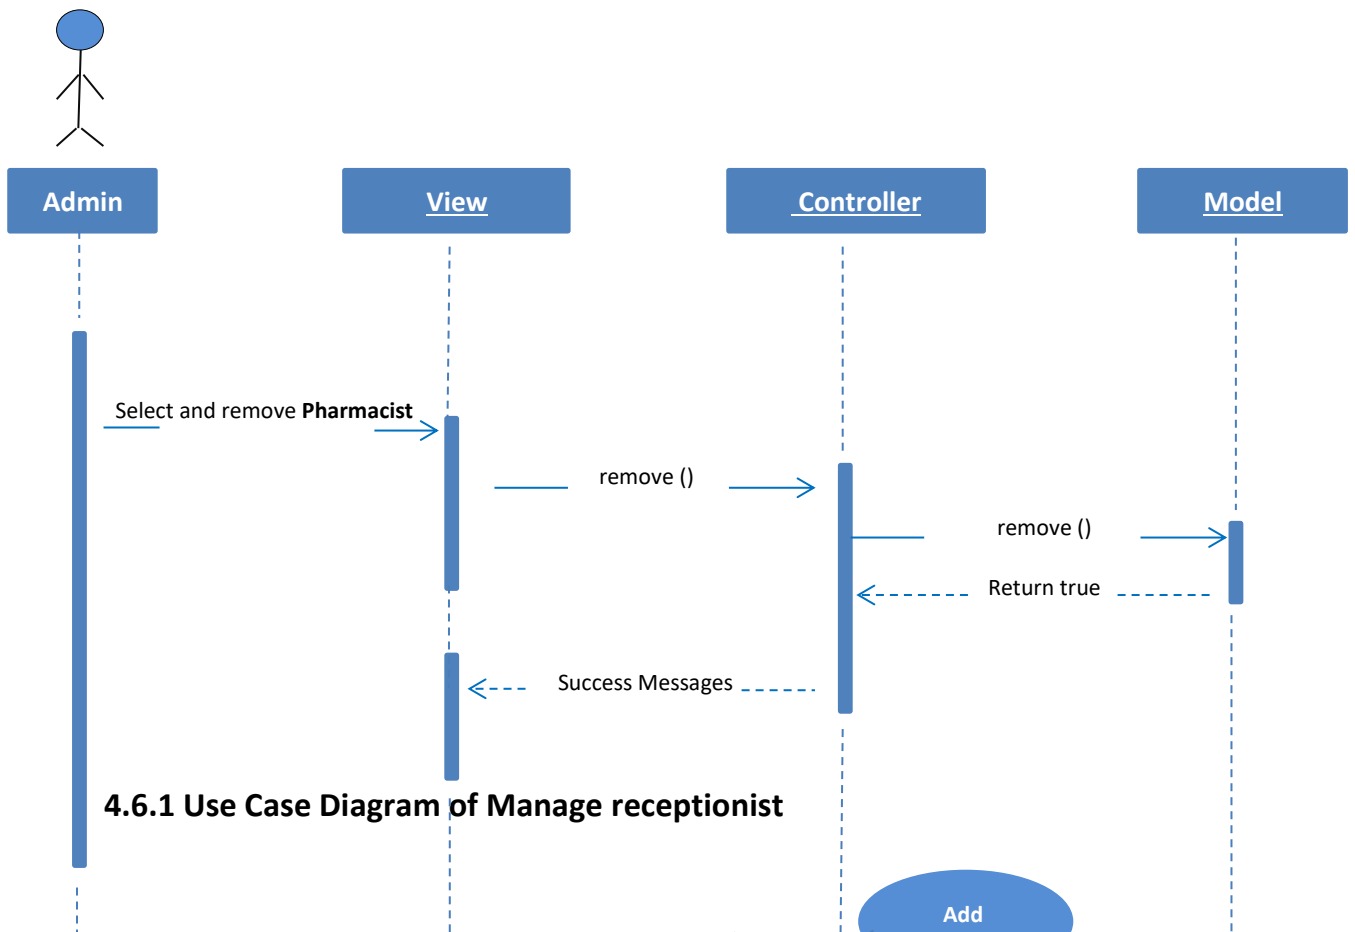 Admin
View
Controller
Model
Select and remove Pharmacist
remove ()
remove ()
Return true
Success Messages
4.6.1 Use Case Diagram of Manage receptionist
Add